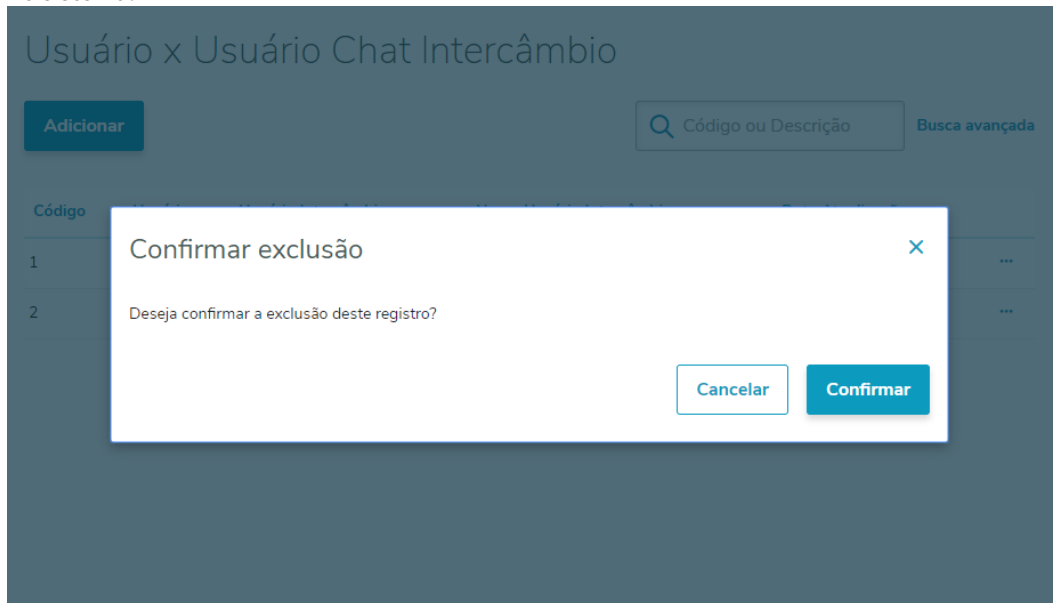 Usuário x Usuário Chat Intercâmbio
Adicionar
Código ou Descrição
Busca avançada
Código
Confirmar exclusão
1
...
Deseja confirmar a exclusão deste registro?
2
...
Cancelar
Confirmar